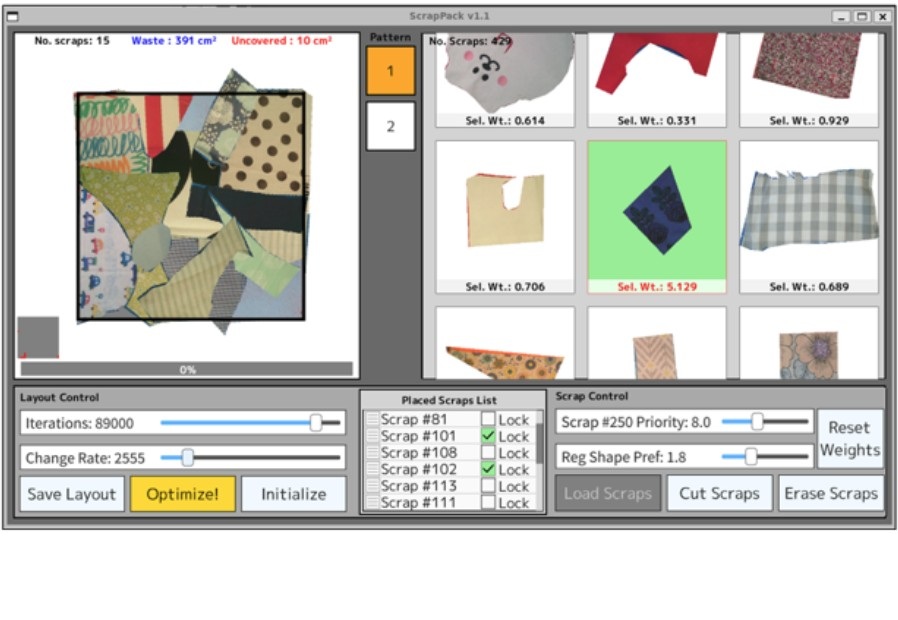 ScrapPack v1.1
No. scraps: 15 Waste : 391 cm² Uncovered : 10 cm²
0%
Pattern
1
2
No. Scraps: 429
Sel. Wt.: 0.614
Sel. Wt.: 0.331
Sel. Wt.: 0.929
Sel. Wt.: 0.706
Sel. Wt.: 5.129
Sel. Wt.: 0.689
Layout Control
Iterations: 89000
Change Rate: 2555
Save Layout
Optimize!
Initialize
Placed Scraps List
Scrap #81 Lock
Scrap #101 Lock
Scrap #108 Lock
Scrap #102 Lock
Scrap #113 Lock
Scrap #111 Lock
Scrap Control
Scrap #250 Priority: 8.0
Reg Shape Pref: 1.8
Reset
Weights
Load Scraps
Cut Scraps
Erase Scraps